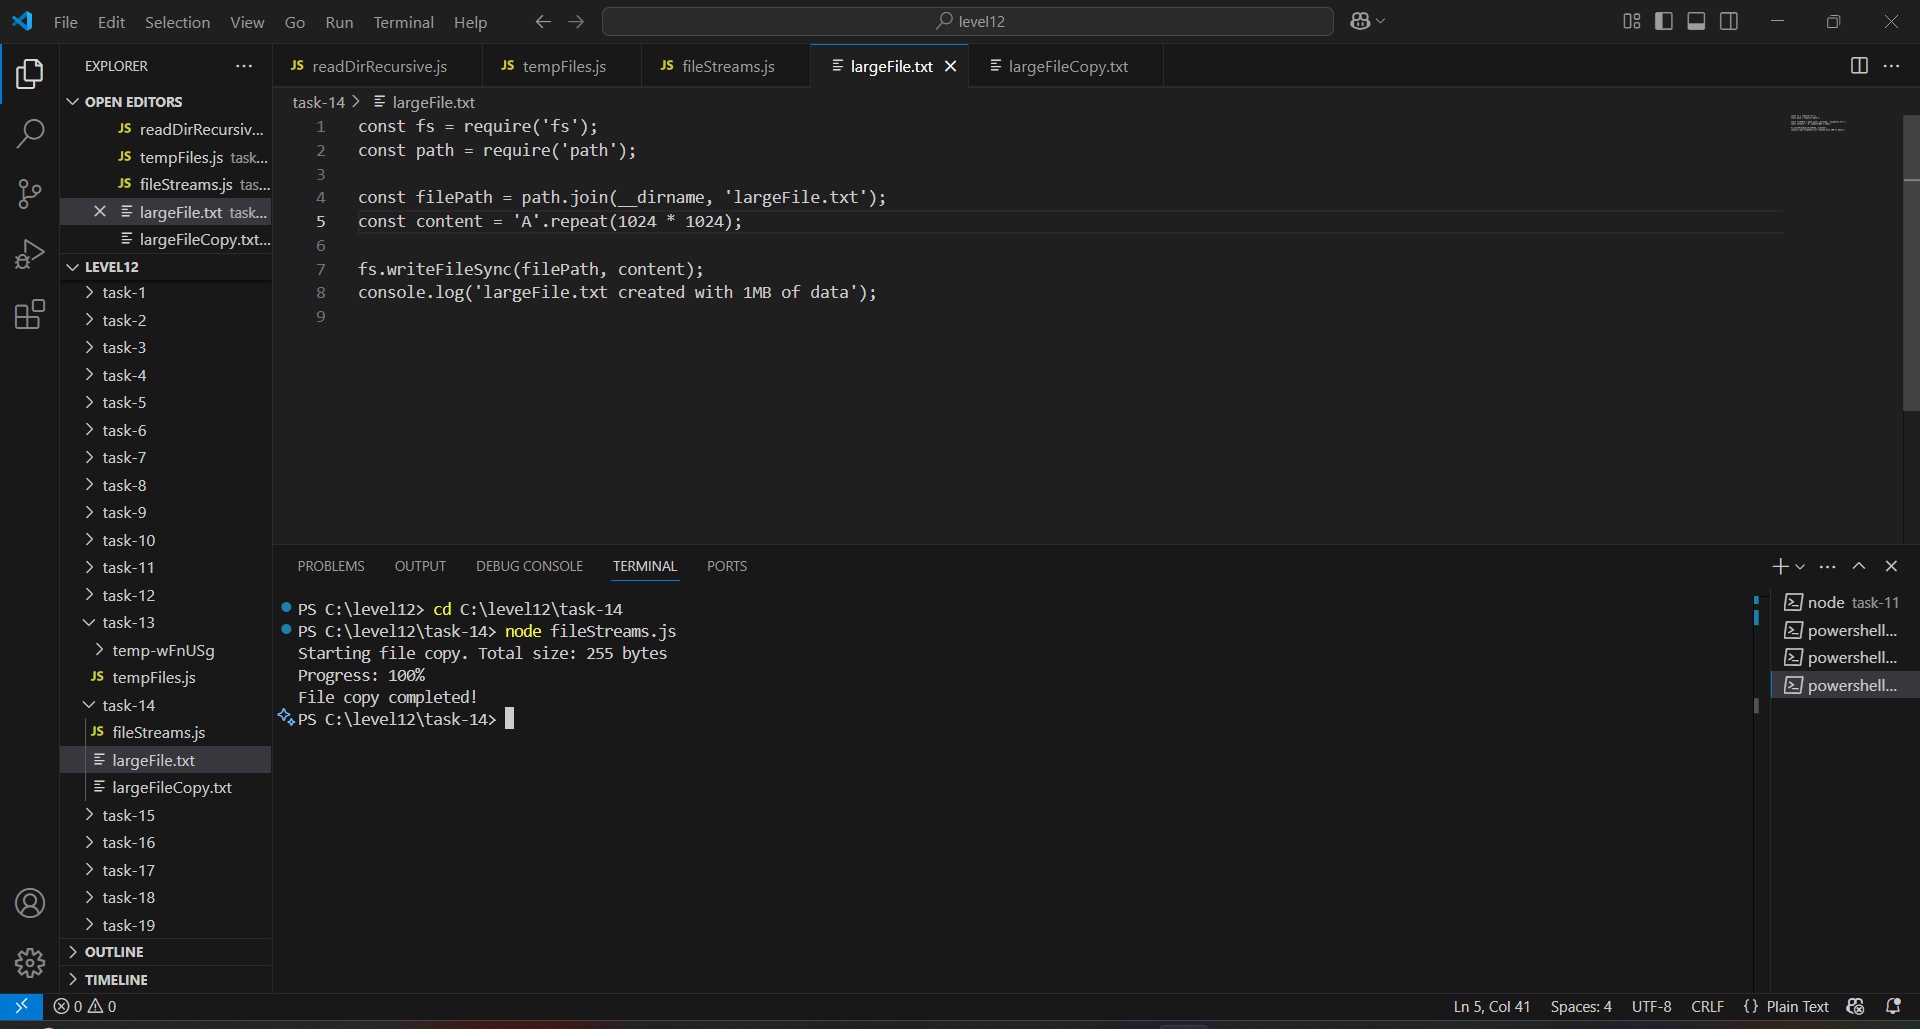 File Edit Selection View Go Run Terminal Help
level12
EXPLORER
OPEN EDITORS
JS readDirRecursiv...
JS tempFiles.js task...
JS fileStreams.js tas...
largeFile.txt task...
largeFileCopy.txt...
LEVEL12
task-1
task-2
task-3
task-4
task-5
task-6
task-7
task-8
task-9
task-10
task-11
task-12
task-13
temp-wFnUSg
JS tempFiles.js
task-14
JS fileStreams.js
largeFile.txt
largeFileCopy.txt
task-15
task-16
task-17
task-18
task-19
OUTLINE
TIMELINE
JS readDirRecursive.js
JS tempFiles.js
JS fileStreams.js
largeFile.txt
largeFileCopy.txt
task-14 > largeFile.txt
1 const fs = require('fs');
2 const path = require('path');
3
4 const filePath = path.join(__dirname, 'largeFile.txt');
5 const content = 'A'.repeat(1024 * 1024);
6
7 fs.writeFileSync(filePath, content);
8 console.log('largeFile.txt created with 1MB of data');
9
PROBLEMS OUTPUT DEBUG CONSOLE TERMINAL PORTS
PS C:\level12> cd C:\level12\task-14
PS C:\level12\task-14> node fileStreams.js
Starting file copy. Total size: 255 bytes
Progress: 100%
File copy completed!
PS C:\level12\task-14>
node task-11
powershell...
powershell...
powershell...
0 0
Ln 5, Col 41 Spaces: 4 UTF-8 CRLF {} Plain Text